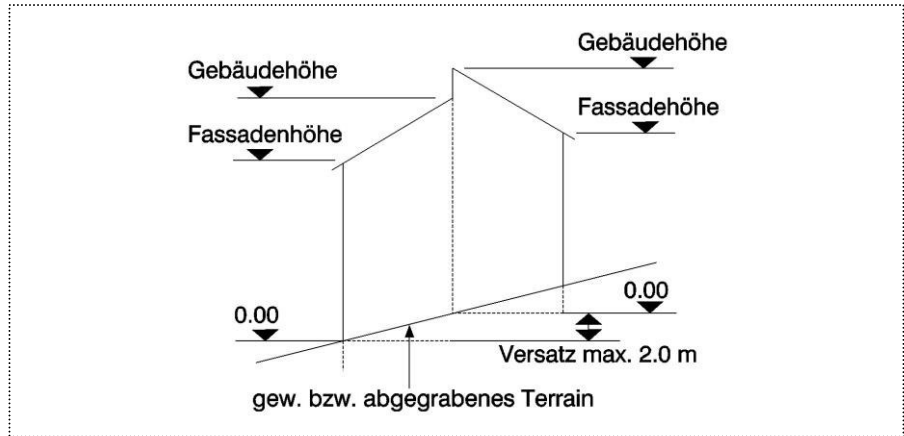 Gebäudehöhe
Gebäudehöhe
Fassadehöhe
Fassadenhöhe
0.00
0.00
Versatz max. 2.0 m
gew. bzw. abgegrabenes Terrain